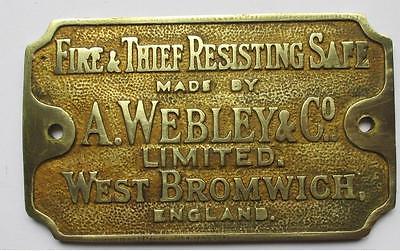 FIRE & THIEF RESISTING SAFE
MADE BY
A. WEBLEY & CO.
LIMITED.
WEST BROMWICH,
ENGLAND.